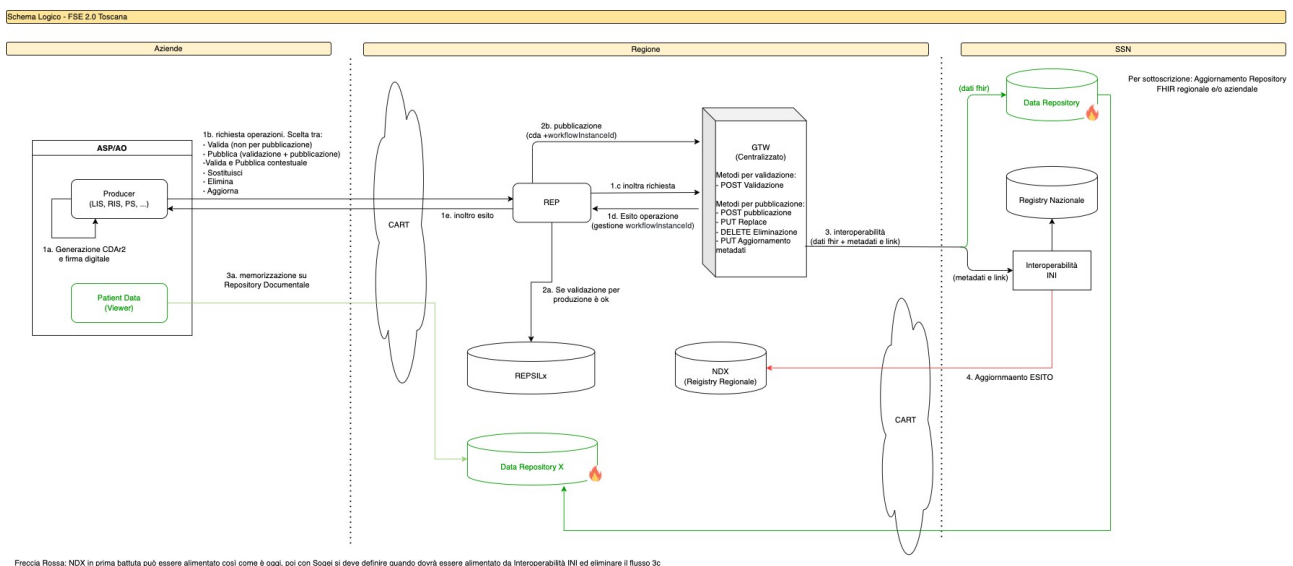 Schema Logico - FSE 2.0 Toscana
Aziende
Regione
SSN
Per sottoscrizione: Aggiornamento Repository
FHIR regionale e/o aziendale
(dati fhir)
Data Repository
1b. richiesta operazioni. Scelta tra:
- Valida (non per pubblicazione)
- Pubblica (validazione + pubblicazione)
-Valida e Pubblica contestuale
- Sostituisci
- Elimina
- Aggiorna
ASP/AO
Producer
(LIS, RIS, PS, ...)
1a. Generazione CDAr2
e firma digitale
Patient Data
(Viewer)
3a. memorizzazione su
Repository Documentale
CART
1e. inoltro esito
2b. pubblicazione
(cda +workflowInstanceId)
REP
1.c inoltra richiesta
1d. Esito operazione
(gestione workflowInstanceId)
2a. Se validazione per
produzione è ok
REPSILx
Data Repository X
GTW
(Centralizzato)
Metodi per validazione:
- POST Validazione
Metodi per pubblicazione:
- POST pubblicazione
- PUT Replace
- DELETE Eliminazione
- PUT Aggiornamento
metadati
3. interoperabilità
(dati fhir + metadati e link)
Registry Nazionale
(metadati e link)
Interoperabilità
INI
NDX
(Reigistry Regionale)
4. Aggiornmaento ESITO
CART
Freccia Rossa: NDX in prima battuta può essere alimentato così come è oggi, poi con Sogei si deve definire quando dovrà essere alimentato da Interoperabilità INI ed eliminare il flusso 3c